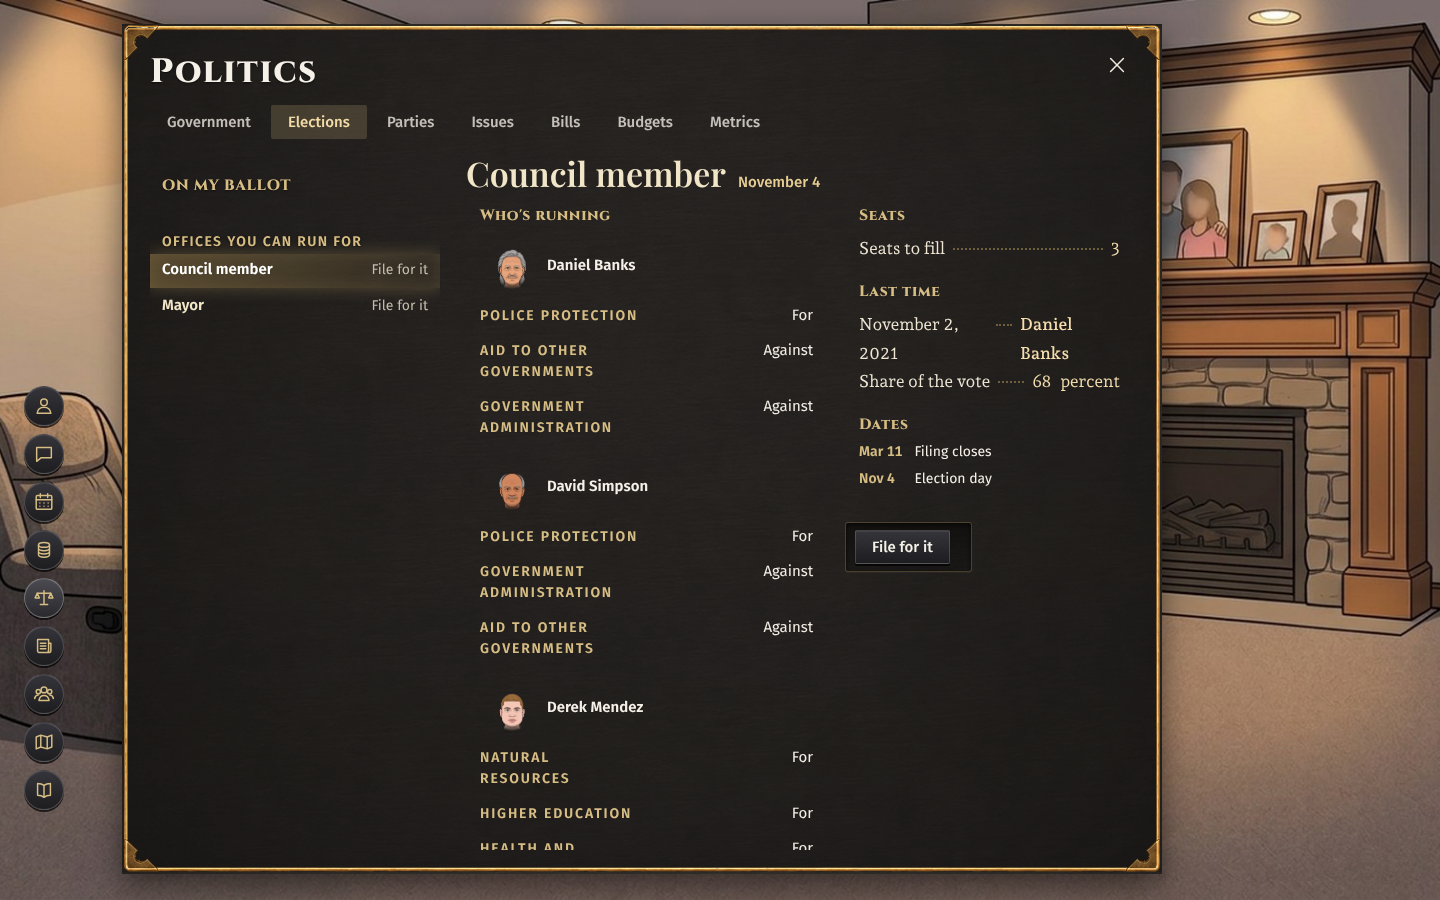 Politics
Government
Elections
Parties
Issues
Bills
Budgets
Metrics
On my ballot
OFFICES YOU CAN RUN FOR
Council member File for it
Mayor File for it
Council member November 4
Who's running
Daniel Banks
POLICE PROTECTION For
AID TO OTHER Against
GOVERNMENTS
GOVERNMENT Against
ADMINISTRATION
David Simpson
POLICE PROTECTION For
GOVERNMENT Against
ADMINISTRATION
AID TO OTHER Against
GOVERNMENTS
Derek Mendez
NATURAL For
RESOURCES
HIGHER EDUCATION For
HEALTH AND For
Seats
Seats to fill 3
Last time
November 2, Daniel
2021 Banks
Share of the vote 68 percent
Dates
Mar 11 Filing closes
Nov 4 Election day
File for it